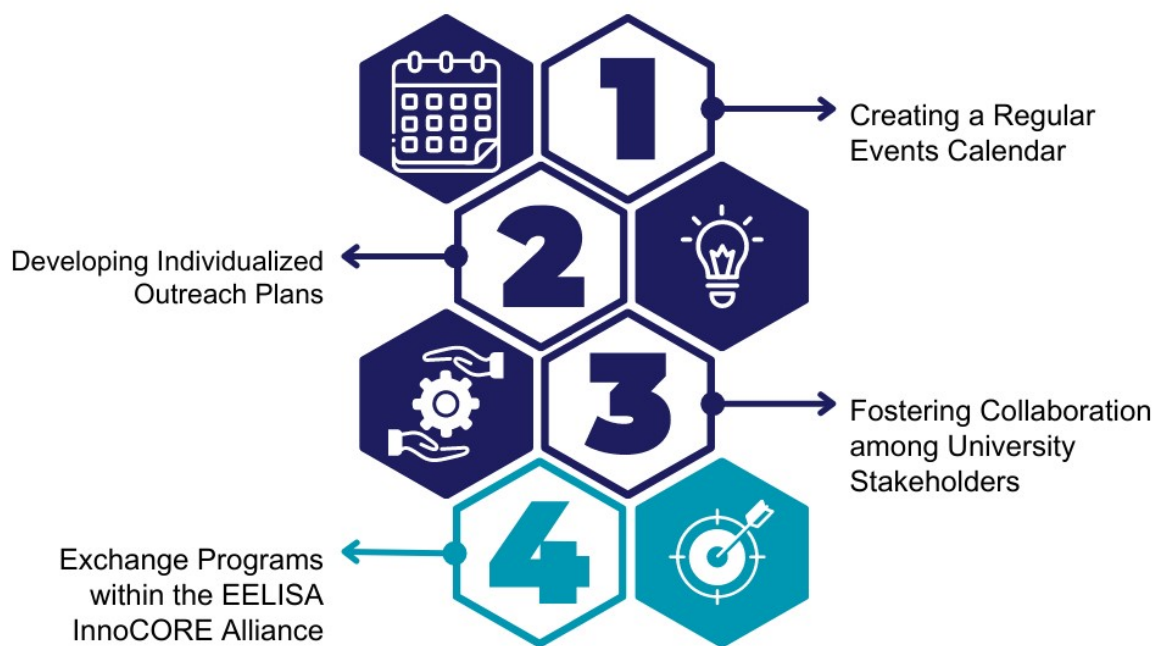 1
Creating a Regular
Events Calendar
2
Developing Individualized
Outreach Plans
3
Fostering Collaboration
among University
Stakeholders
4
Exchange Programs
within the EELISA
InnoCORE Alliance